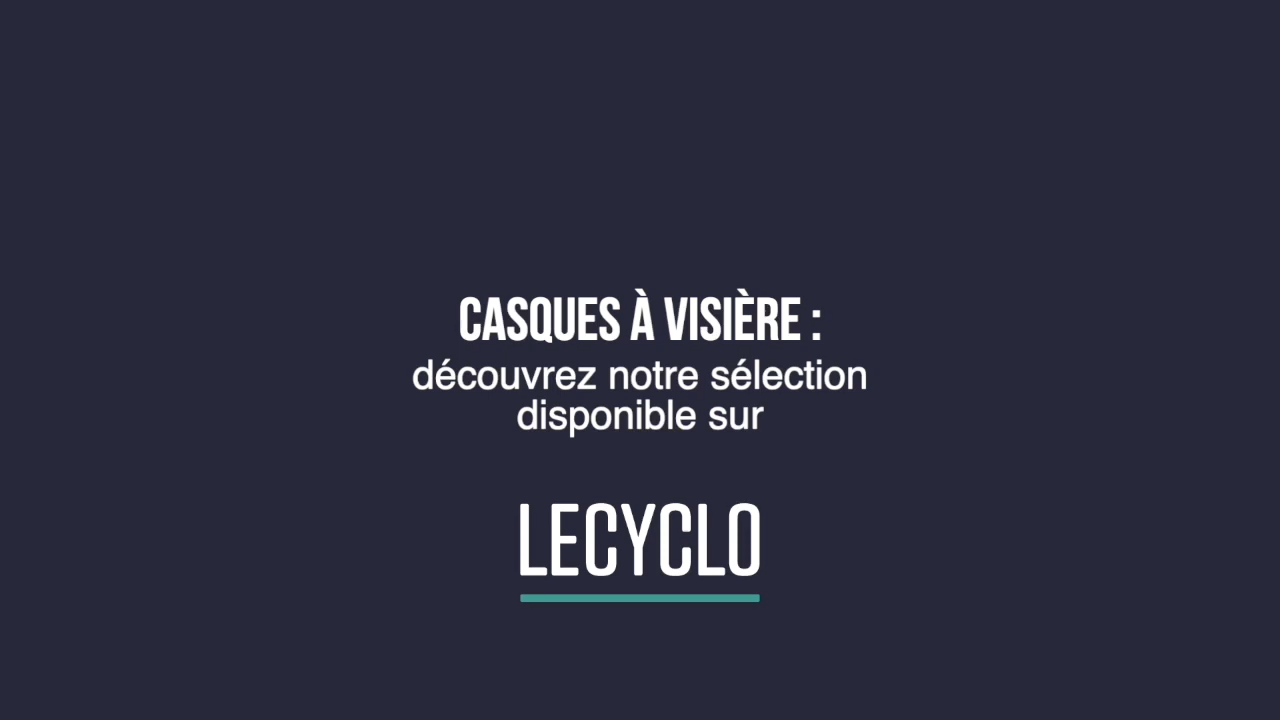 CASQUES À VISIÈRE :
découvrez notre sélection
disponible sur
LECYCLO